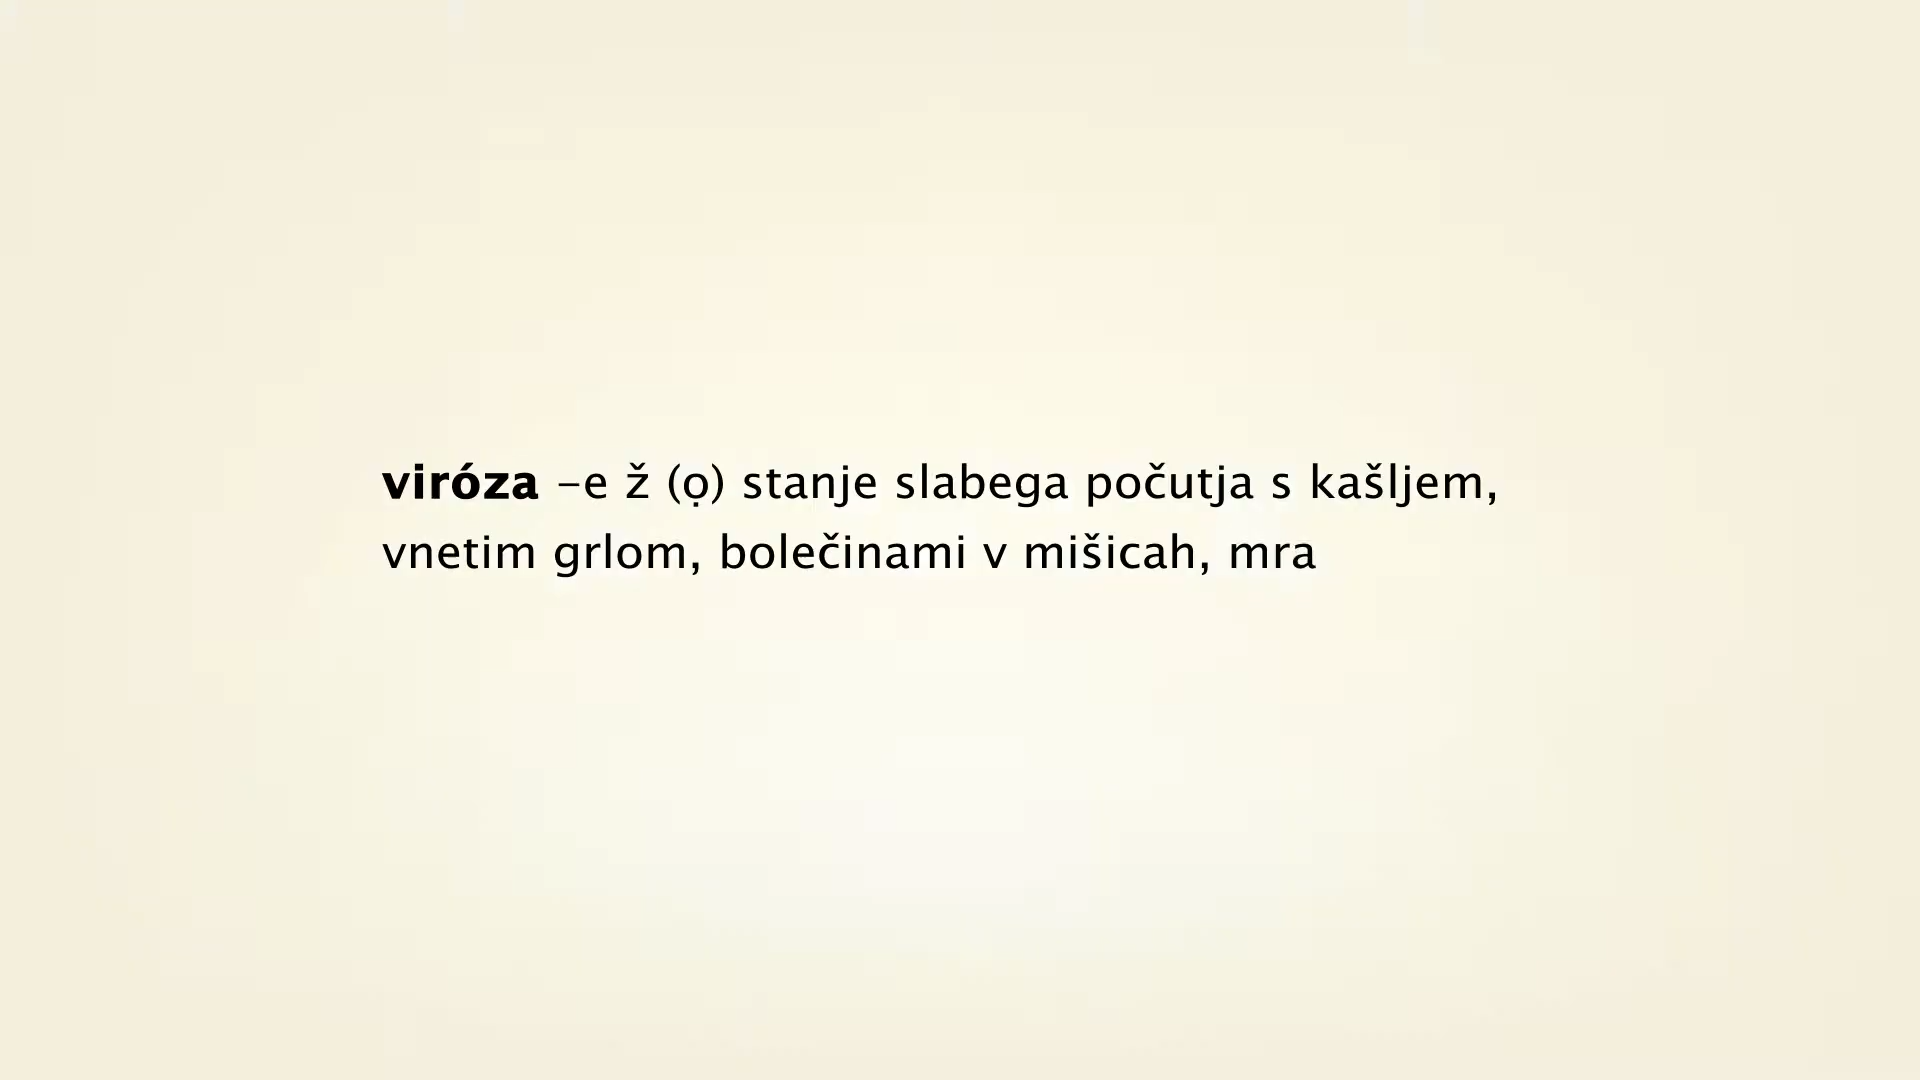 viróza -e ž (ọ) stanje slabega počutja s kašljem,
vnetim grlom, bolečinami v mišicah, mra